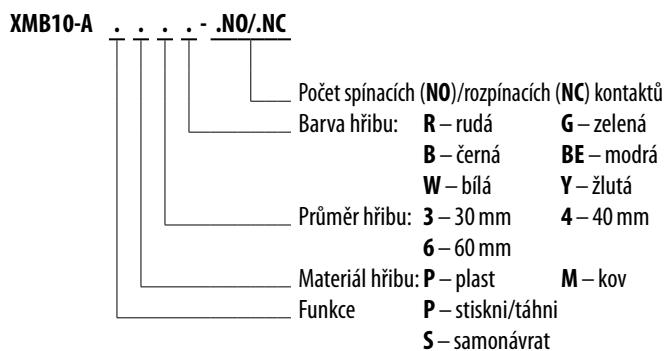 XMB10-A . . . . - .NO/.NC
Počet spínacích (NO)/rozpínacích (NC) kontaktů
Barva hřibu: R – rudá G – zelená
B – černá BE – modrá
W – bílá Y – žlutá
Průměr hřibu: 3 – 30 mm 4 – 40 mm
6 – 60 mm
Materiál hřibu: P – plast M – kov
Funkce P – stiskni/táhni
S – samonávrat